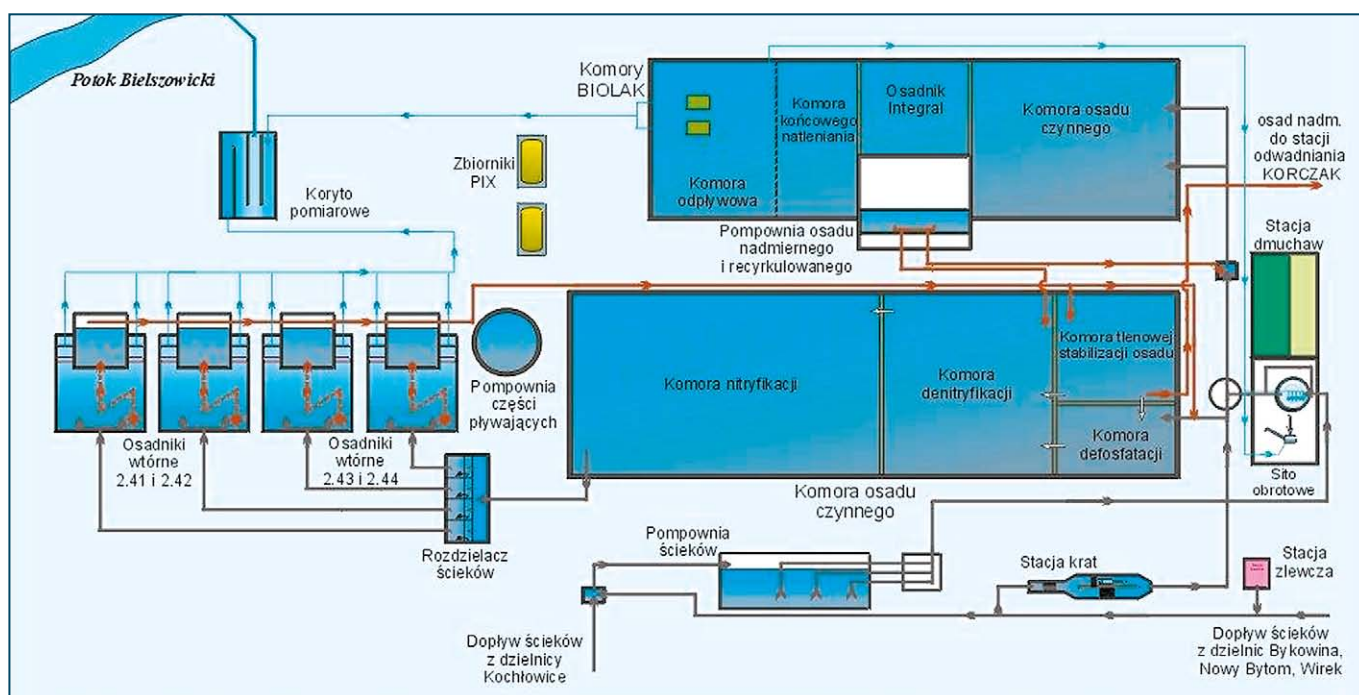 Potok Bielszowicki
Komory
BIOLAK
Komora
końcowego
natleniania
Osadnik
Integral
Komora osadu
czynnego
osad nadm.
do stacji
odwadniania
KORCZAK
Zbiorniki
PIX
Koryto
pomiarowe
Komora
odpływowa
Pompownia osadu
nadmiernego
i recyrkulowanego
Stacja
dmuchaw
Komora nitryfikacji
Komora
denitryfikacji
Komora tlenowej
stabilizacji osadu
Komora
defosfatacji
Pompownia
części
pływających
Osadniki
wtórne
2.41 i 2.42
Osadniki
wtórne
2.43 i 2.44
Sito
obrotowe
Komora osadu
czynnego
Rozdzielacz
ścieków
Pompownia
ścieków
Stacja krat
Stacja
zlewcza
Dopływ ścieków
z dzielnicy
Kochłowice
Dopływ ścieków
z dzielnic Bykowina,
Nowy Bytom, Wirek